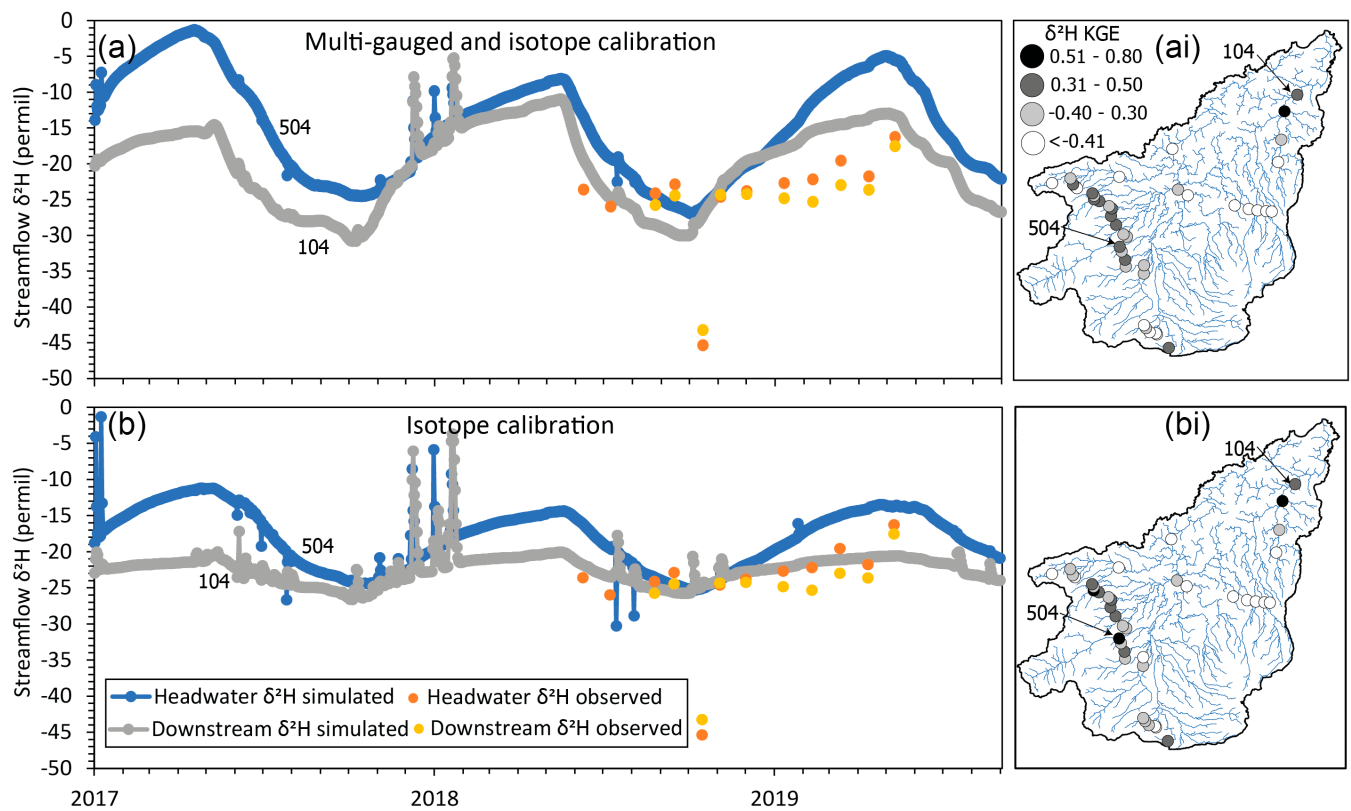 (a)
Multi-gauged and isotope calibration
Streamflow δ²H (permil)
0
-5
-10
-15
-20
-25
-30
-35
-40
-45
-50
504
104
(ai)
δ²H KGE
0.51 - 0.80
0.31 - 0.50
-0.40 - 0.30
<-0.41
104
504
(b)
Isotope calibration
Streamflow δ²H (permil)
0
-5
-10
-15
-20
-25
-30
-35
-40
-45
-50
504
104
Headwater δ²H simulated
Headwater δ²H observed
Downstream δ²H simulated
Downstream δ²H observed
2017
2018
2019
(bi)
104
504